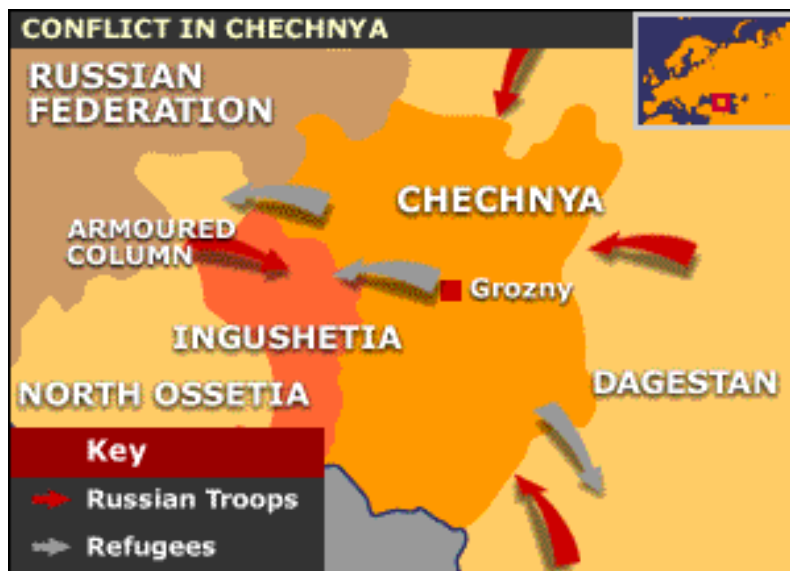 CONFLICT IN CHECHNYA
RUSSIAN
FEDERATION
CHECHNYA
ARMOURED
COLUMN
Grozny
INGUSHETIA
DAGESTAN
NORTH OSSETIA
Key
Russian Troops
Refugees